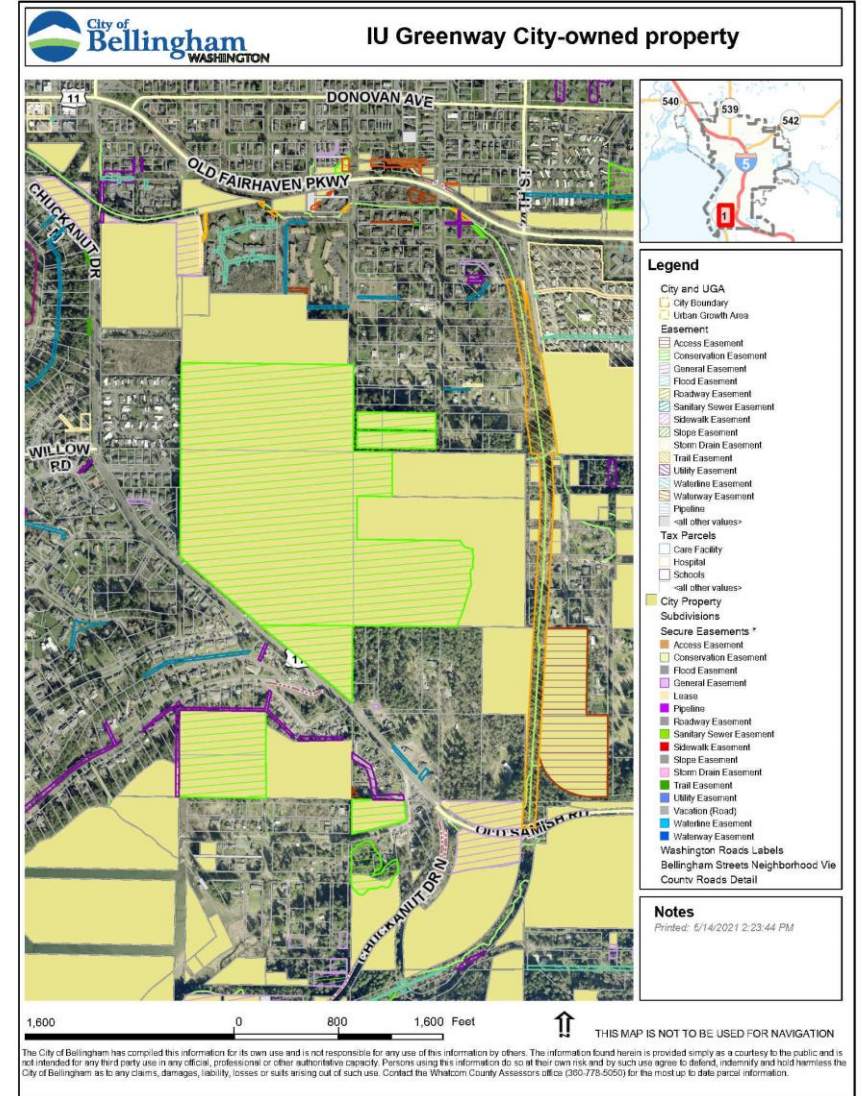 City of
Bellingham
WASHINGTON
IU Greenway City-owned property
11
DONOVAN AVE
OLD FAIRHAVEN PKWY
CHUCKANUT DR
24TH ST
WILLOW
RD
11
OLD SAMISH RD
CHUCKANUT DR N
540
539
542
5
1
Legend
City and UGA
City Boundary
Urban Growth Area
Easement
Access Easement
Conservation Easement
General Easement
Flood Easement
Roadway Easement
Sanitary Sewer Easement
Sidewalk Easement
Slope Easement
Storm Drain Easement
Trail Easement
Utility Easement
Waterline Easement
Waterway Easement
Pipeline
<all other values>
Tax Parcels
Care Facility
Hospital
Schools
<all other values>
City Property
Subdivisions
Secure Easements *
Access Easement
Conservation Easement
Flood Easement
General Easement
Lease
Pipeline
Roadway Easement
Sanitary Sewer Easement
Sidewalk Easement
Slope Easement
Storm Drain Easement
Trail Easement
Utility Easement
Vacation (Road)
Waterline Easement
Waterway Easement
Washington Roads Labels
Bellingham Streets Neighborhood Vie
County Roads Detail
Notes
Printed: 5/14/2021 2:23:44 PM
1,600 0 800 1,600 Feet
THIS MAP IS NOT TO BE USED FOR NAVIGATION
The City of Bellingham has compiled this information for its own use and is not responsible for any use of this information by others. The information found herein is provided simply as a courtesy to the public and is
not intended for any third party use in any official, professional or other authoritative capacity. Persons using this information do so at their own risk and by such use agree to defend, indemnify and hold harmless the
City of Bellingham as to any claims, damages, liability, losses or suits arising out of such use. Contact the Whatcom County Assessors office (360-778-5050) for the most up to date parcel information.